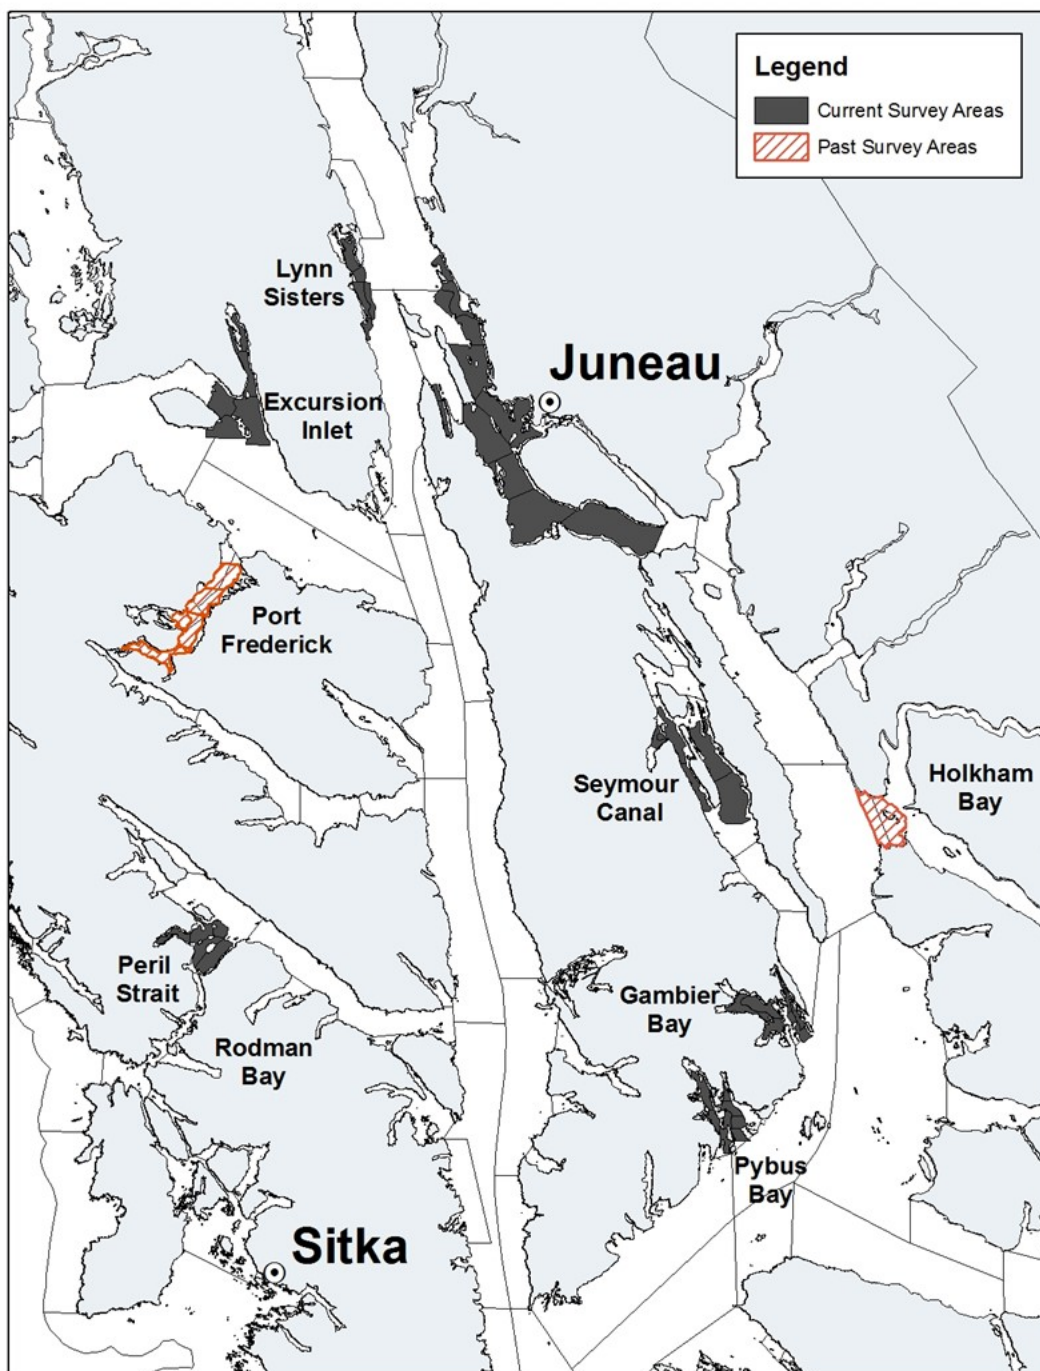 Legend
Current Survey Areas
Past Survey Areas
Lynn
Sisters
Juneau
Excursion
Inlet
Port
Frederick
Seymour
Canal
Holkham
Bay
Peril
Strait
Gambier
Bay
Rodman
Bay
Pybus
Bay
Sitka